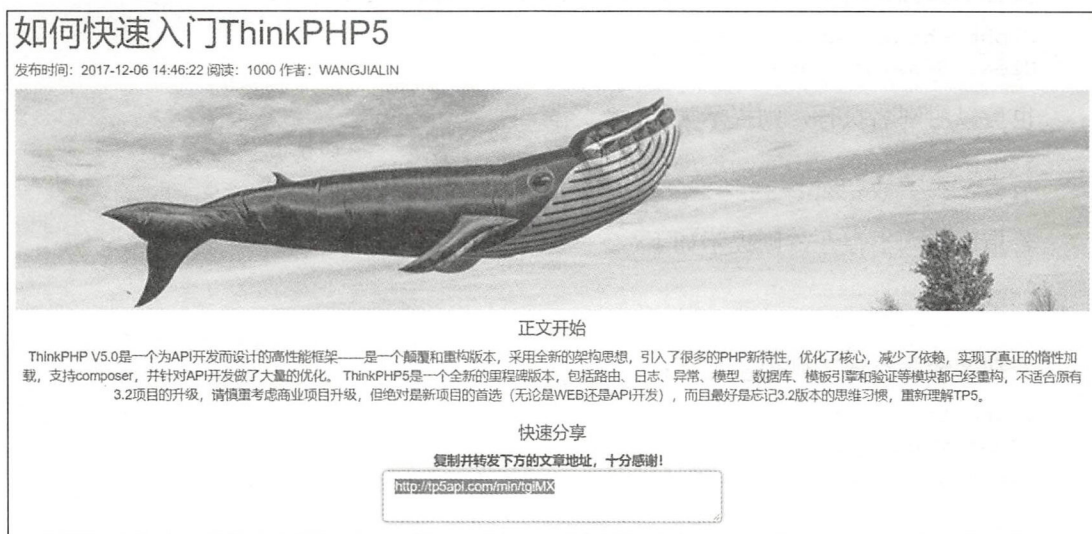 如何快速入门ThinkPHP5
发布时间：2017-12-06 14:46:22 阅读：1000 作者：WANGJIALIN
正文开始
ThinkPHP V5.0是一个为API开发而设计的高性能框架——是一个颠覆和重构版本，采用全新的架构思想，引入了很多的PHP新特性，优化了核心，减少了依赖，实现了真正的惰性加
载，支持composer，并针对API开发做了大量的优化。 ThinkPHP5是一个全新的里程碑版本，包括路由、日志、异常、模型、数据库、模板引擎和验证等模块都已经重构，不适合原有
3.2项目的升级，请慎重考虑商业项目升级，但绝对是新项目的首选（无论是WEB还是API开发），而且最好是忘记3.2版本的思维习惯，重新理解TP5。
快速分享
复制并转发下方的文章地址，十分感谢！
http://tp5api.com/min/tgiMX